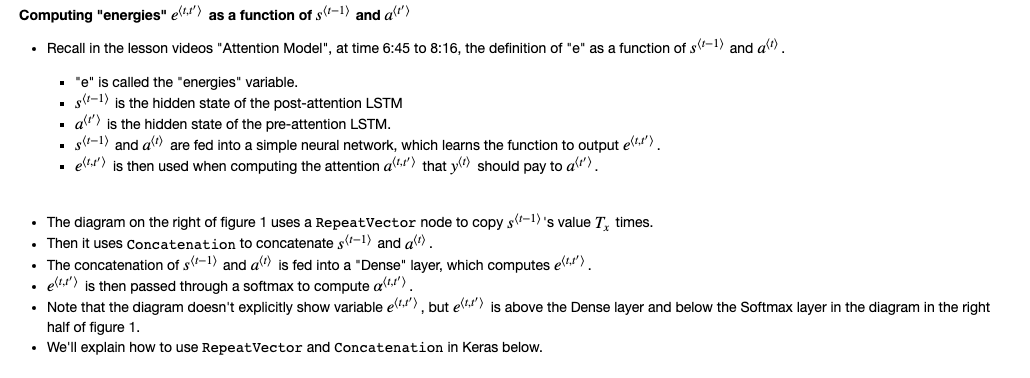 Computing "energies" e⟨t,t′⟩ as a function of s⟨t−1⟩ and a⟨t′⟩
• Recall in the lesson videos "Attention Model", at time 6:45 to 8:16, the definition of "e" as a function of s⟨t−1⟩ and a⟨t⟩ .
▪ "e" is called the "energies" variable.
▪ s⟨t−1⟩ is the hidden state of the post-attention LSTM
▪ a⟨t′⟩ is the hidden state of the pre-attention LSTM.
▪ s⟨t−1⟩ and a⟨t⟩ are fed into a simple neural network, which learns the function to output e⟨t,t′⟩ .
▪ e⟨t,t′⟩ is then used when computing the attention a⟨t,t′⟩ that y⟨t⟩ should pay to a⟨t′⟩ .
• The diagram on the right of figure 1 uses a RepeatVector node to copy s⟨t−1⟩ 's value Tₓ times.
• Then it uses Concatenation to concatenate s⟨t−1⟩ and a⟨t⟩ .
• The concatenation of s⟨t−1⟩ and a⟨t⟩ is fed into a "Dense" layer, which computes e⟨t,t′⟩ .
• e⟨t,t′⟩ is then passed through a softmax to compute α⟨t,t′⟩ .
• Note that the diagram doesn't explicitly show variable e⟨t,t′⟩ , but e⟨t,t′⟩ is above the Dense layer and below the Softmax layer in the diagram in the right
half of figure 1.
• We'll explain how to use RepeatVector and Concatenation in Keras below.